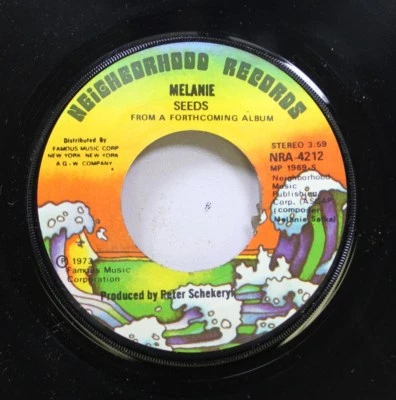 NEIGHBORHOOD RECORDS
MELANIE
SEEDS
FROM A FORTHCOMING ALBUM
Distributed By
FAMOUS MUSIC CORP
NEW YORK, NEW YORK
A G - W COMPANY
STEREO 3:59
NRA-4212
MP 1969-S
Neighborhood
Music
Publishing
Corp. (ASCAP)
(composer
Melanie Safka)
℗ 1973
Famous Music
Corporation
Produced by Peter Schekeryk